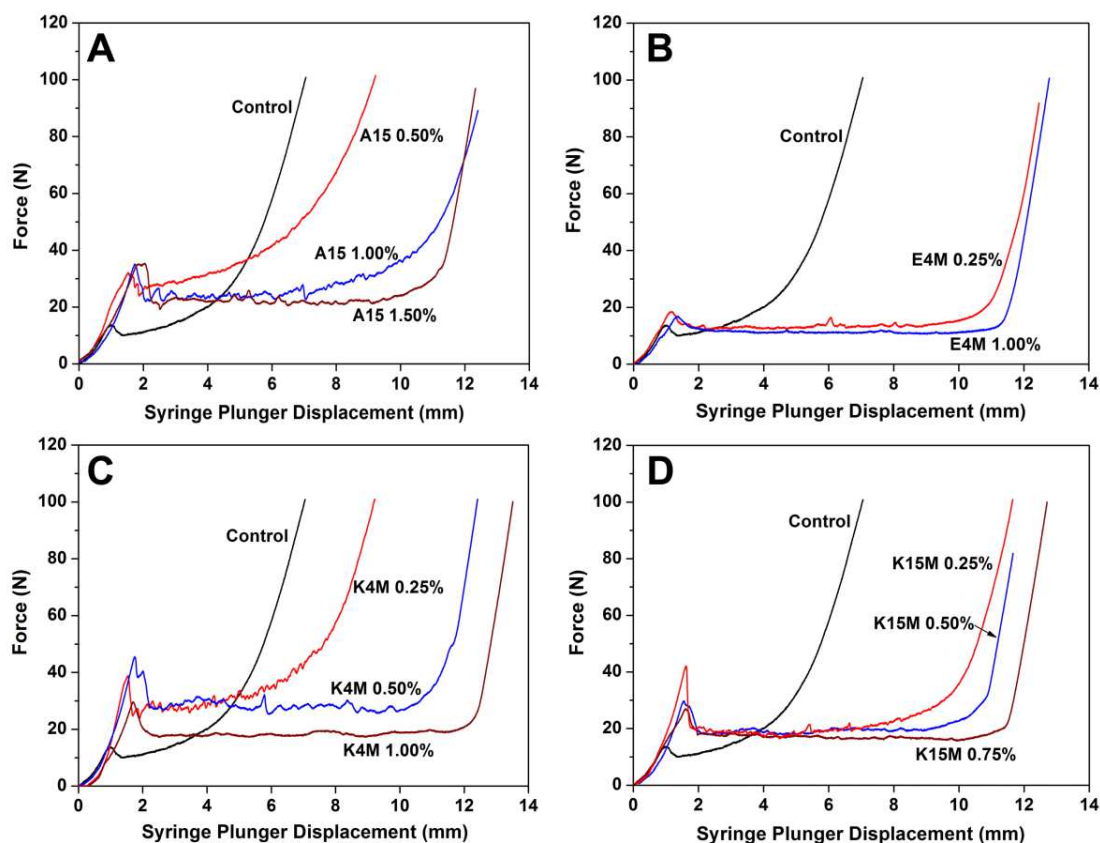 A
120
100
80
60
40
20
0
Force (N)
Control
A15 0.50%
A15 1.00%
A15 1.50%
0 2 4 6 8 10 12 14
Syringe Plunger Displacement (mm)
B
120
100
80
60
40
20
0
Force (N)
Control
E4M 0.25%
E4M 1.00%
0 2 4 6 8 10 12 14
Syringe Plunger Displacement (mm)
C
120
100
80
60
40
20
0
Force (N)
Control
K4M 0.25%
K4M 0.50%
K4M 1.00%
0 2 4 6 8 10 12 14
Syringe Plunger Displacement (mm)
D
120
100
80
60
40
20
0
Force (N)
Control
K15M 0.25%
K15M 0.50%
K15M 0.75%
0 2 4 6 8 10 12 14
Syringe Plunger Displacement (mm)